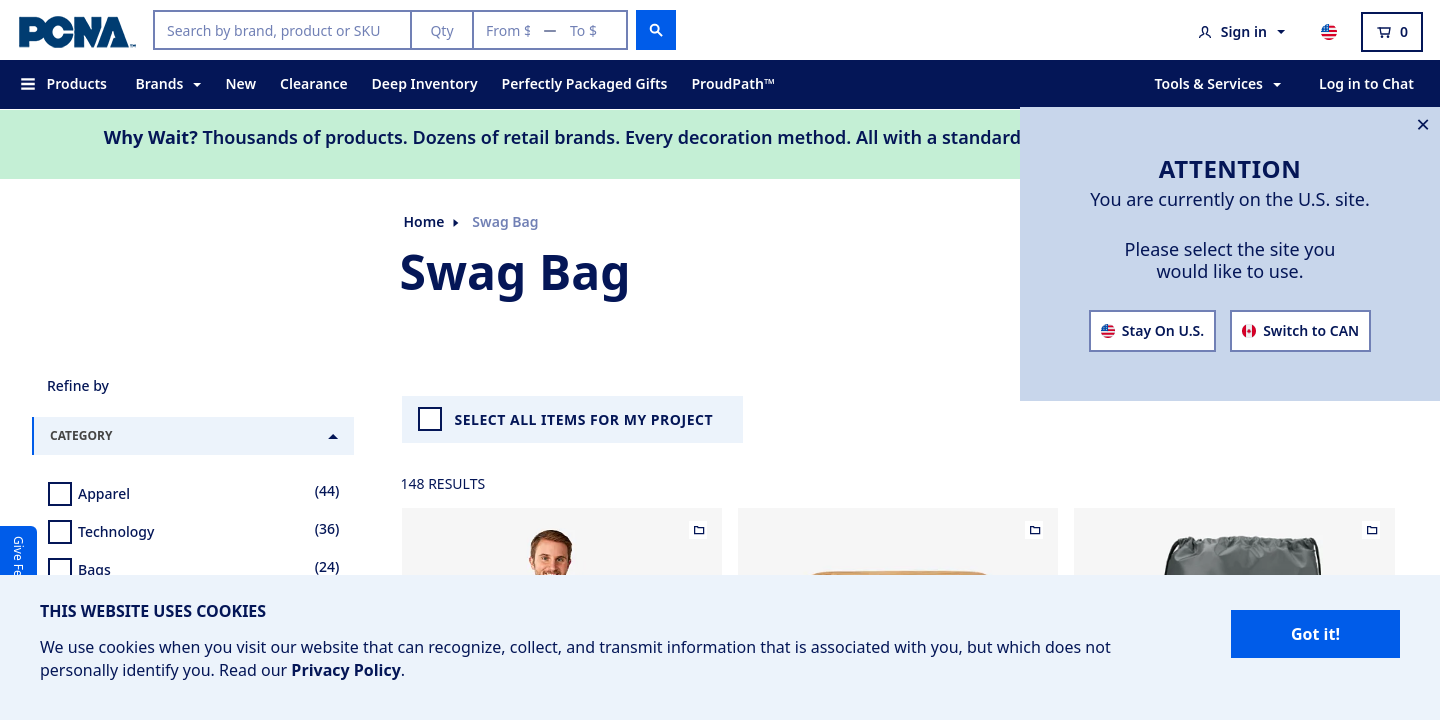 PCNA™
Search by brand, product or SKU
Qty
From $ — To $
Sign in
0
Products
Brands
New
Clearance
Deep Inventory
Perfectly Packaged Gifts
ProudPath™
Tools & Services
Log in to Chat
Why Wait? Thousands of products. Dozens of retail brands. Every decoration method. All with a standard
ATTENTION
You are currently on the U.S. site.
Please select the site you
would like to use.
Stay On U.S.
Switch to CAN
Home
Swag Bag
Swag Bag
Refine by
CATEGORY
Apparel (44)
Technology (36)
Bags (24)
SELECT ALL ITEMS FOR MY PROJECT
148 RESULTS
Give Fe
THIS WEBSITE USES COOKIES
We use cookies when you visit our website that can recognize, collect, and transmit information that is associated with you, but which does not
personally identify you. Read our Privacy Policy.
Got it!